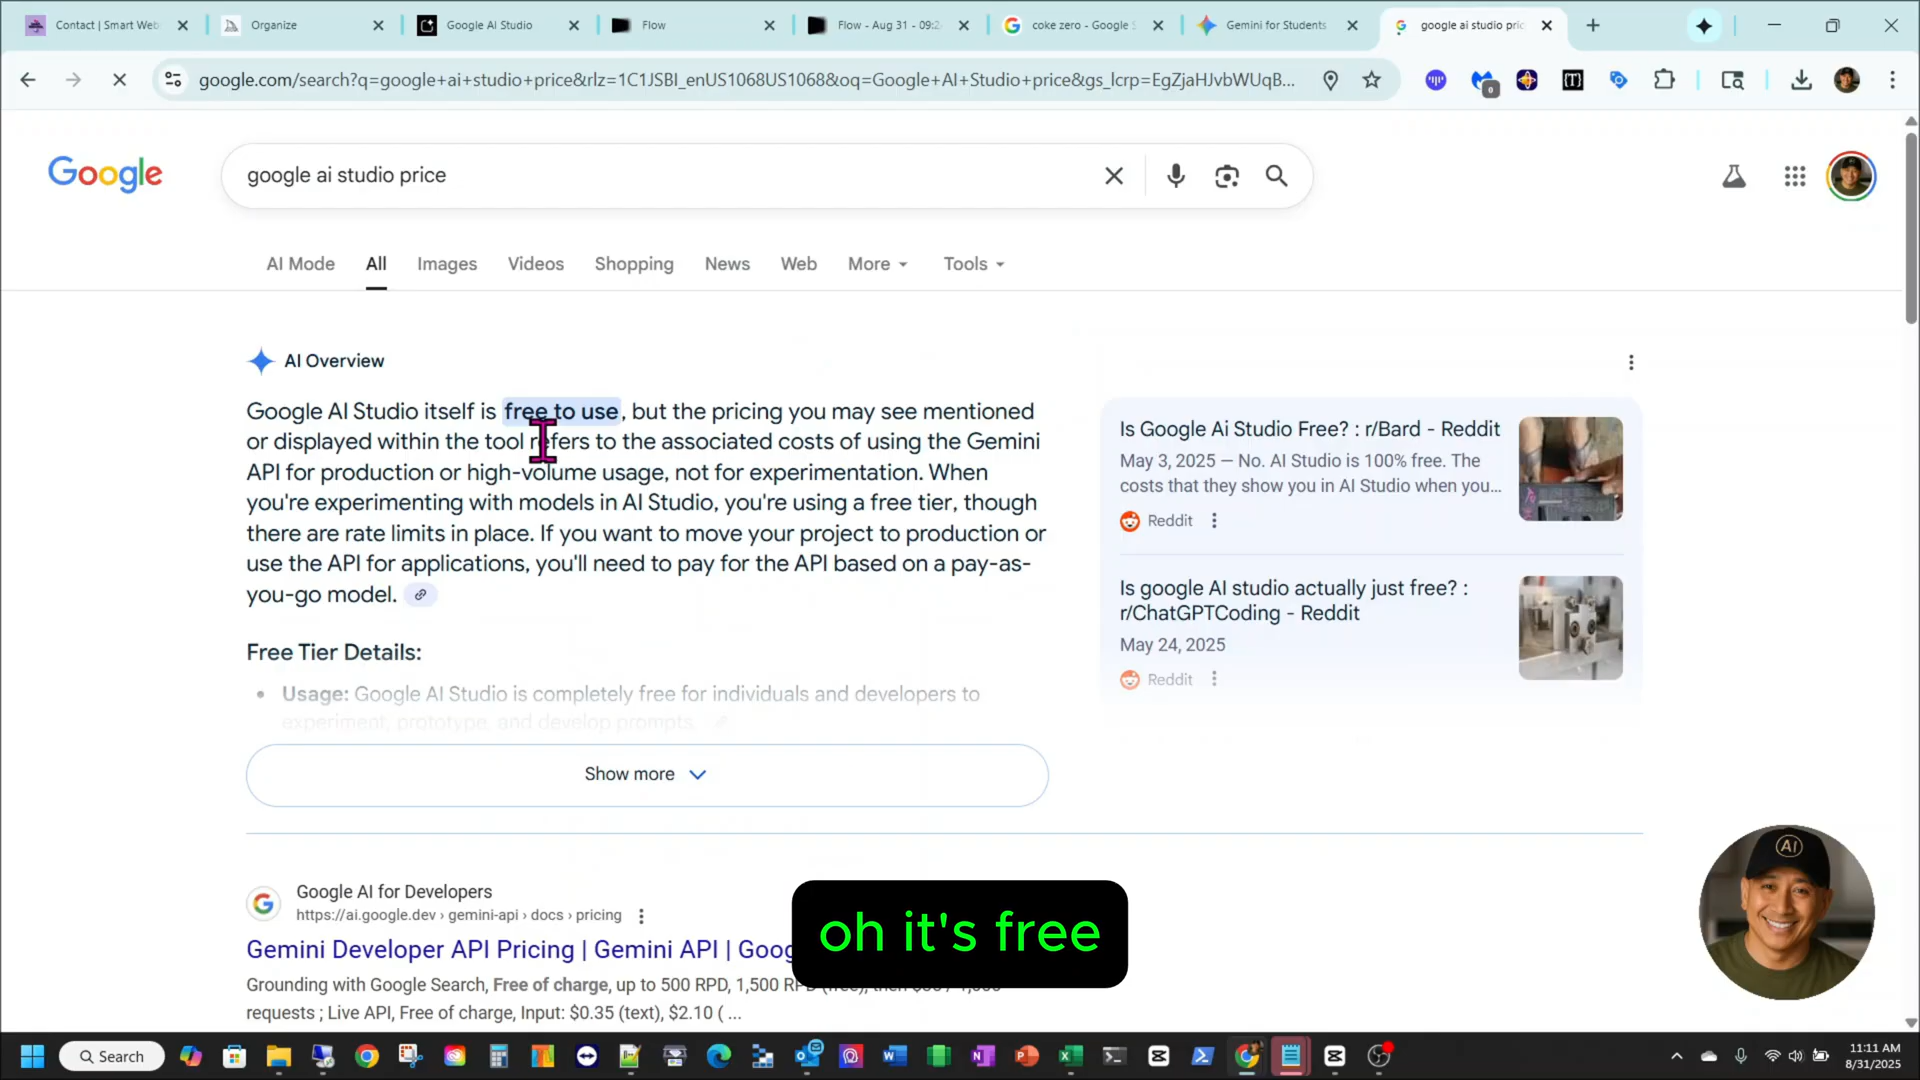 Contact | Smart Web
Organize
Google AI Studio
Flow
Flow - Aug 31 - 09:2
coke zero - Google S
Gemini for Students
google ai studio pric
google.com/search?q=google+ai+studio+price&rlz=1C1JSBI_enUS1068US1068&oq=Google+AI+Studio+price&gs_lcrp=EgZjaHJvbWUqB...
0
[T]
Google
google ai studio price
AI Mode
All
Images
Videos
Shopping
News
Web
More
Tools
AI Overview
Google AI Studio itself is free to use, but the pricing you may see mentioned
or displayed within the tool refers to the associated costs of using the Gemini
API for production or high-volume usage, not for experimentation. When
you're experimenting with models in AI Studio, you're using a free tier, though
there are rate limits in place. If you want to move your project to production or
use the API for applications, you'll need to pay for the API based on a pay-as-
you-go model.
Free Tier Details:
• Usage: Google AI Studio is completely free for individuals and developers to
experiment, prototype, and develop prompts.
Show more
Is Google Ai Studio Free? : r/Bard - Reddit
May 3, 2025 — No. AI Studio is 100% free. The
costs that they show you in AI Studio when you...
Reddit
Is google AI studio actually just free? :
r/ChatGPTCoding - Reddit
May 24, 2025
Reddit
Google AI for Developers
https://ai.google.dev › gemini-api › docs › pricing
Gemini Developer API Pricing | Gemini API | Goog
Grounding with Google Search, Free of charge, up to 500 RPD, 1,500 RPD (free), then
requests ; Live API, Free of charge, Input: $0.35 (text), $2.10 ( ...
oh it's free
AI
Search
11:11 AM
8/31/2025